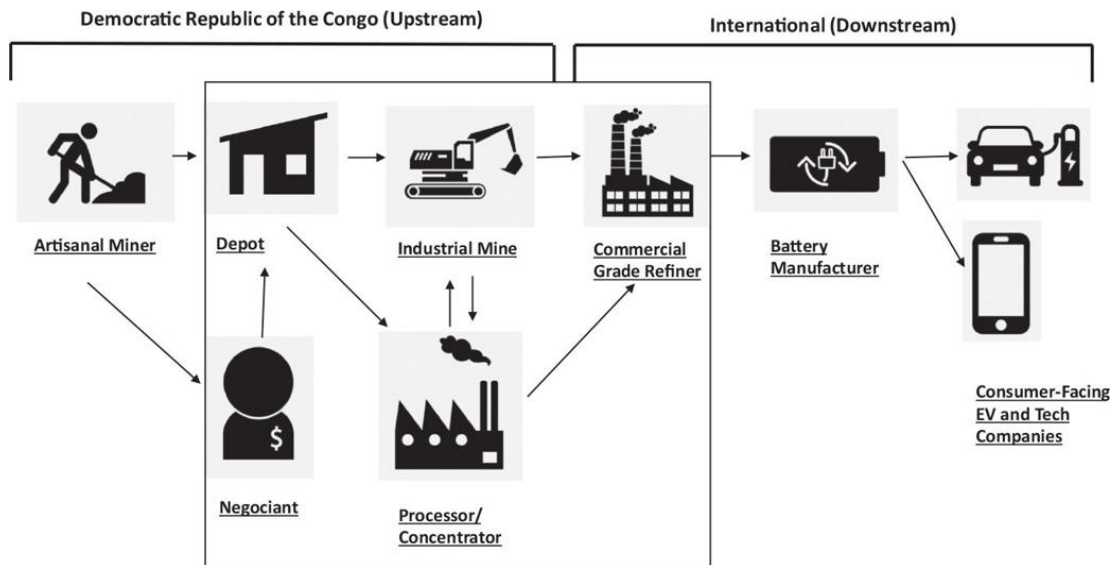 Democratic Republic of the Congo (Upstream)
International (Downstream)
Artisanal Miner
Depot
Industrial Mine
Commercial
Grade Refiner
Battery
Manufacturer
$
Negociant
Processor/
Concentrator
Consumer-Facing
EV and Tech
Companies